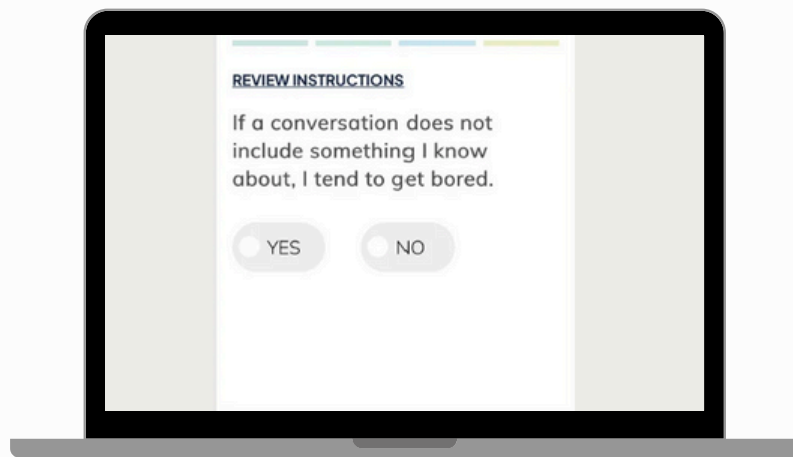 REVIEW INSTRUCTIONS
If a conversation does not
include something I know
about, I tend to get bored.
YES
NO